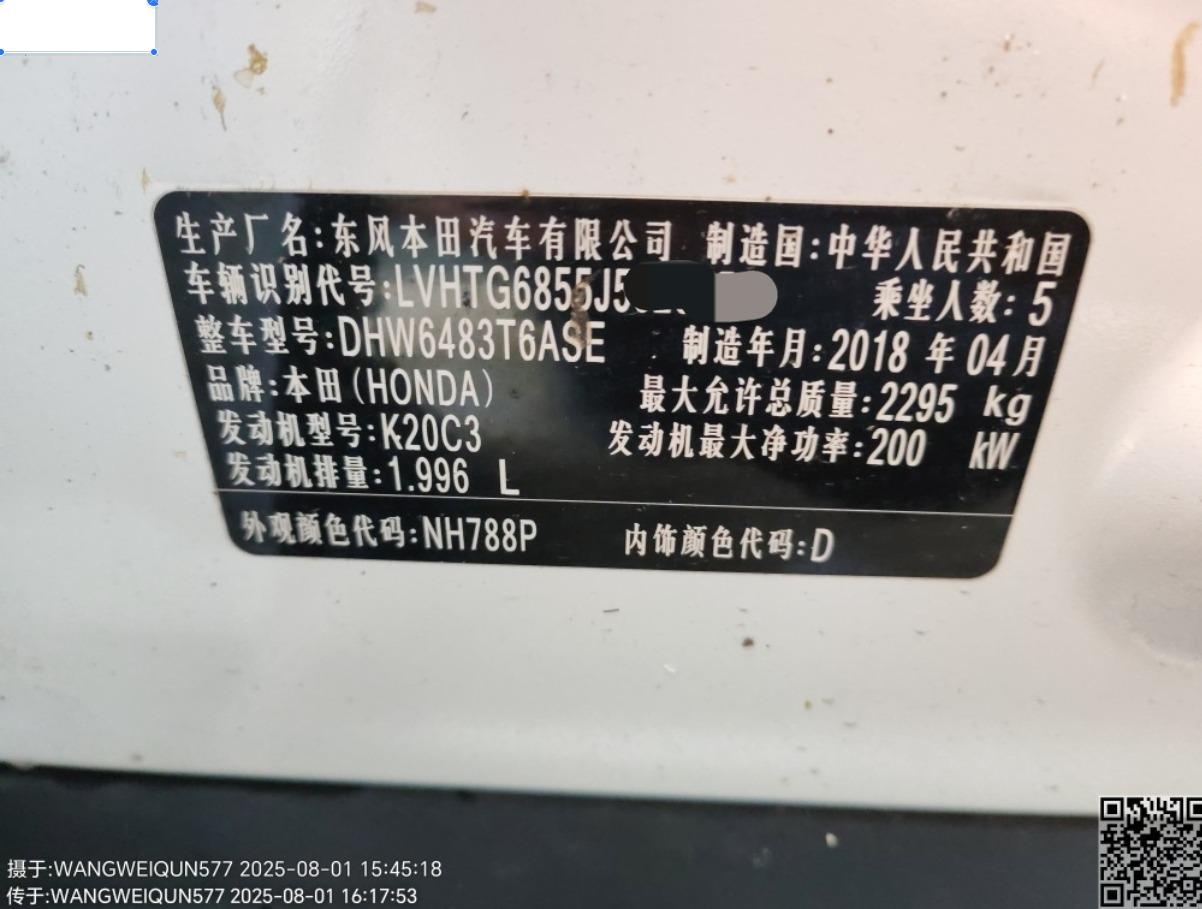 生产厂名:东风本田汽车有限公司 制造国:中华人民共和国
车辆识别代号:LVHTG6855J5 乘坐人数:5
整车型号:DHW6483T6ASE 制造年月:2018 年 04月
品牌:本田(HONDA) 最大允许总质量:2295 kg
发动机型号:K20C3 发动机最大净功率:200 kW
发动机排量:1.996 L
外观颜色代码:NH788P 内饰颜色代码:D
摄于:WANGWEIQUN577 2025-08-01 15:45:18
传于:WANGWEIQUN577 2025-08-01 16:17:53